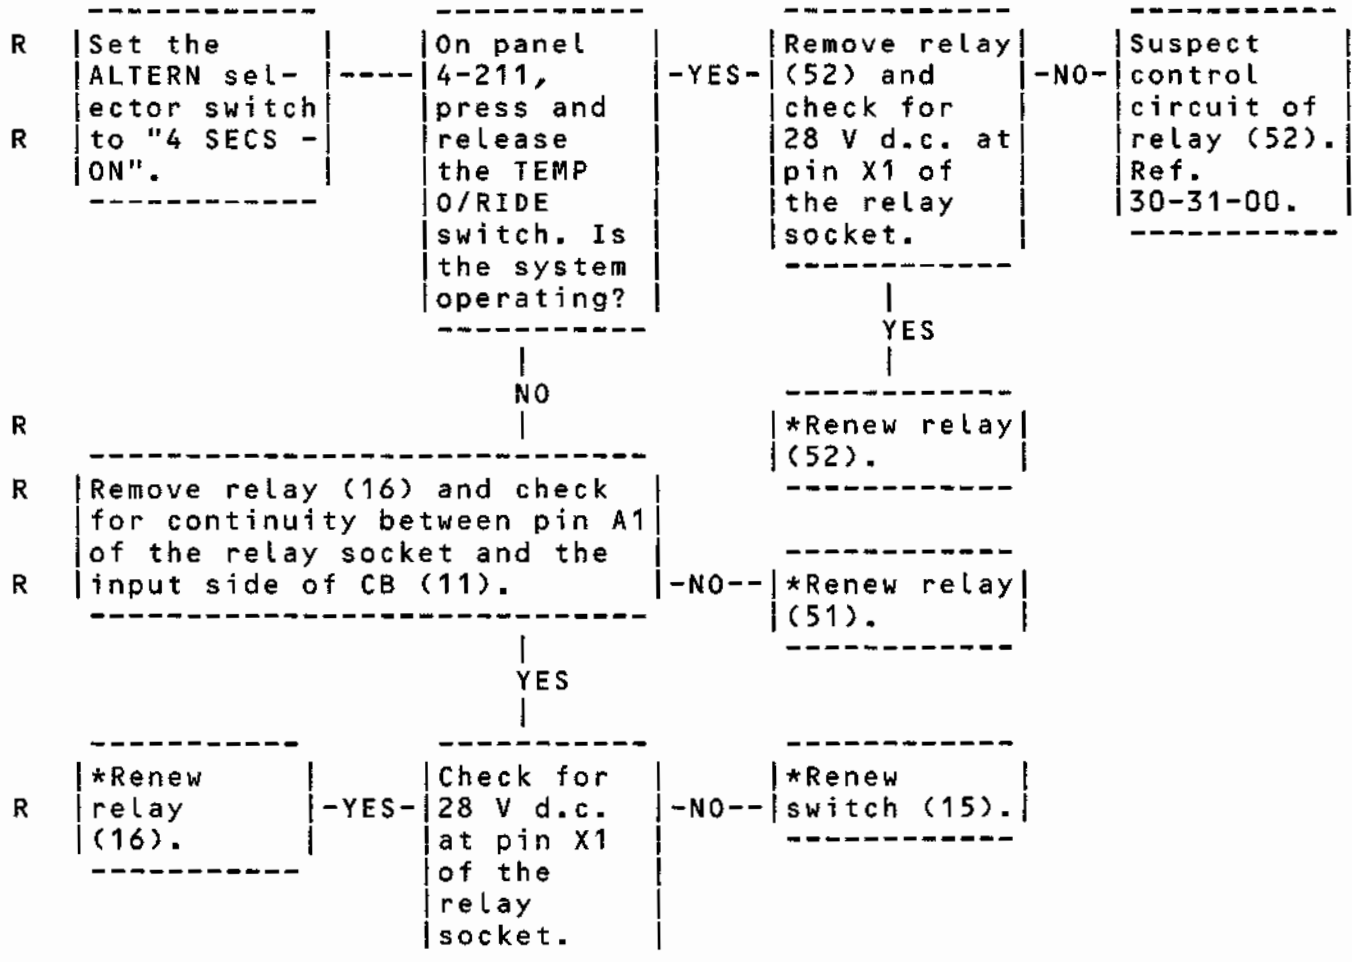 R
Set the
ALTERN sel-
ector switch
R
to "4 SECS -
ON".
On panel
4-211,
press and
release
the TEMP
O/RIDE
switch. Is
the system
operating?
-YES-
Remove relay
(52) and
check for
28 V d.c. at
pin X1 of
the relay
socket.
-NO-
Suspect
control
circuit of
relay (52).
Ref.
30-31-00.
YES
*Renew relay
(52).
NO
R
R
Remove relay (16) and check
for continuity between pin A1
of the relay socket and the
R
input side of CB (11).
-NO--
*Renew relay
(51).
YES
Check for
28 V d.c.
at pin X1
of the
relay
socket.
-YES-
*Renew
R
relay
(16).
-NO--
*Renew
switch (15).